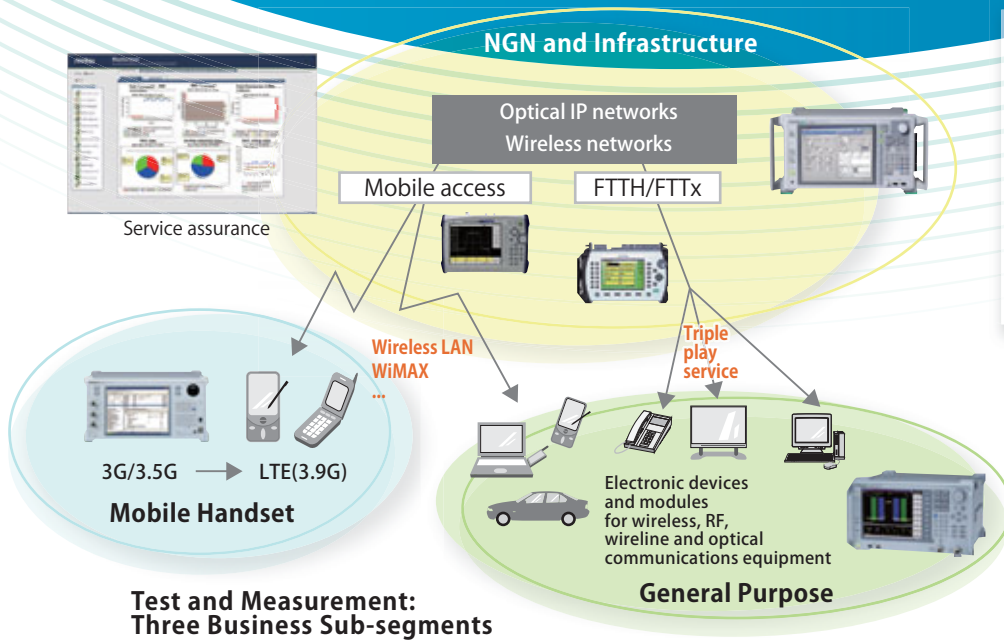 NGN and Infrastructure
Optical IP networks
Wireless networks
Mobile access
FTTH/FTTx
Service assurance
Wireless LAN
WiMAX
...
Triple
play
service
3G/3.5G
LTE(3.9G)
Mobile Handset
Electronic devices
and modules
for wireless, RF,
wireline and optical
communications equipment
General Purpose
Test and Measurement:
Three Business Sub-segments